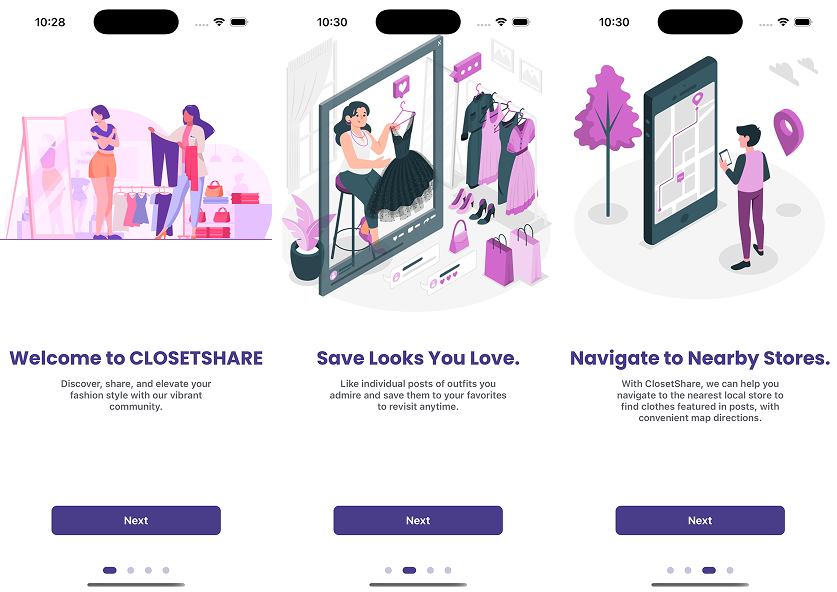 10:28
Welcome to CLOSETSHARE
Discover, share, and elevate your
fashion style with our vibrant
community.
Next
10:30
Save Looks You Love.
Like individual posts of outfits you
admire and save them to your favorites
to revisit anytime.
Next
10:30
Navigate to Nearby Stores.
With ClosetShare, we can help you
navigate to the nearest local store to
find clothes featured in posts, with
convenient map directions.
Next